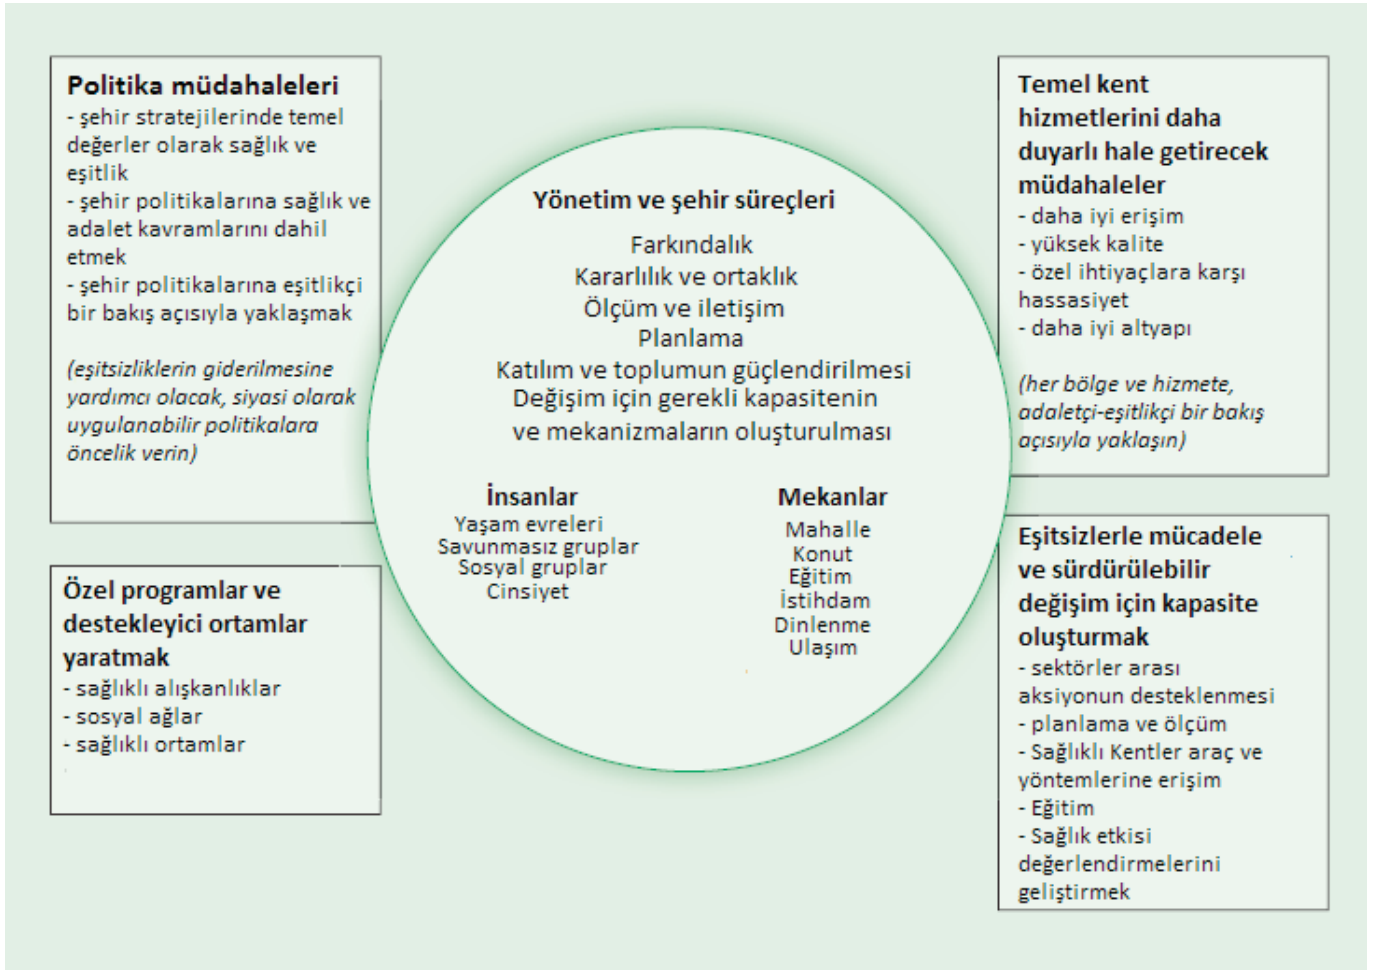 Politika müdahaleleri
- şehir stratejilerinde temel
değerler olarak sağlık ve
eşitlik
- şehir politikalarına sağlık ve
adalet kavramlarını dahil
etmek
- şehir politikalarına eşitlikçi
bir bakış açısıyla yaklaşmak
(eşitsizliklerin giderilmesine
yardımcı olacak, siyasi olarak
uygulanabilir politikalara
öncelik verin)
Özel programlar ve
destekleyici ortamlar
yaratmak
- sağlıklı alışkanlıklar
- sosyal ağlar
- sağlıklı ortamlar
Yönetim ve şehir süreçleri
Farkındalık
Kararlılık ve ortaklık
Ölçüm ve iletişim
Planlama
Katılım ve toplumun güçlendirilmesi
Değişim için gerekli kapasitenin
ve mekanizmaların oluşturulması
İnsanlar
Yaşam evreleri
Savunmasız gruplar
Sosyal gruplar
Cinsiyet
Mekanlar
Mahalle
Konut
Eğitim
İstihdam
Dinlenme
Ulaşım
Temel kent
hizmetlerini daha
duyarlı hale getirecek
müdahaleler
- daha iyi erişim
- yüksek kalite
- özel ihtiyaçlara karşı
hassasiyet
- daha iyi altyapı
(her bölge ve hizmete,
adaletçi-eşitlikçi bir bakış
açısıyla yaklaşın)
Eşitsizlerle mücadele
ve sürdürülebilir
değişim için kapasite
oluşturmak
- sektörler arası
aksiyonun desteklenmesi
- planlama ve ölçüm
- Sağlıklı Kentler araç ve
yöntemlerine erişim
- Eğitim
- Sağlık etkisi
değerlendirmelerini
geliştirmek